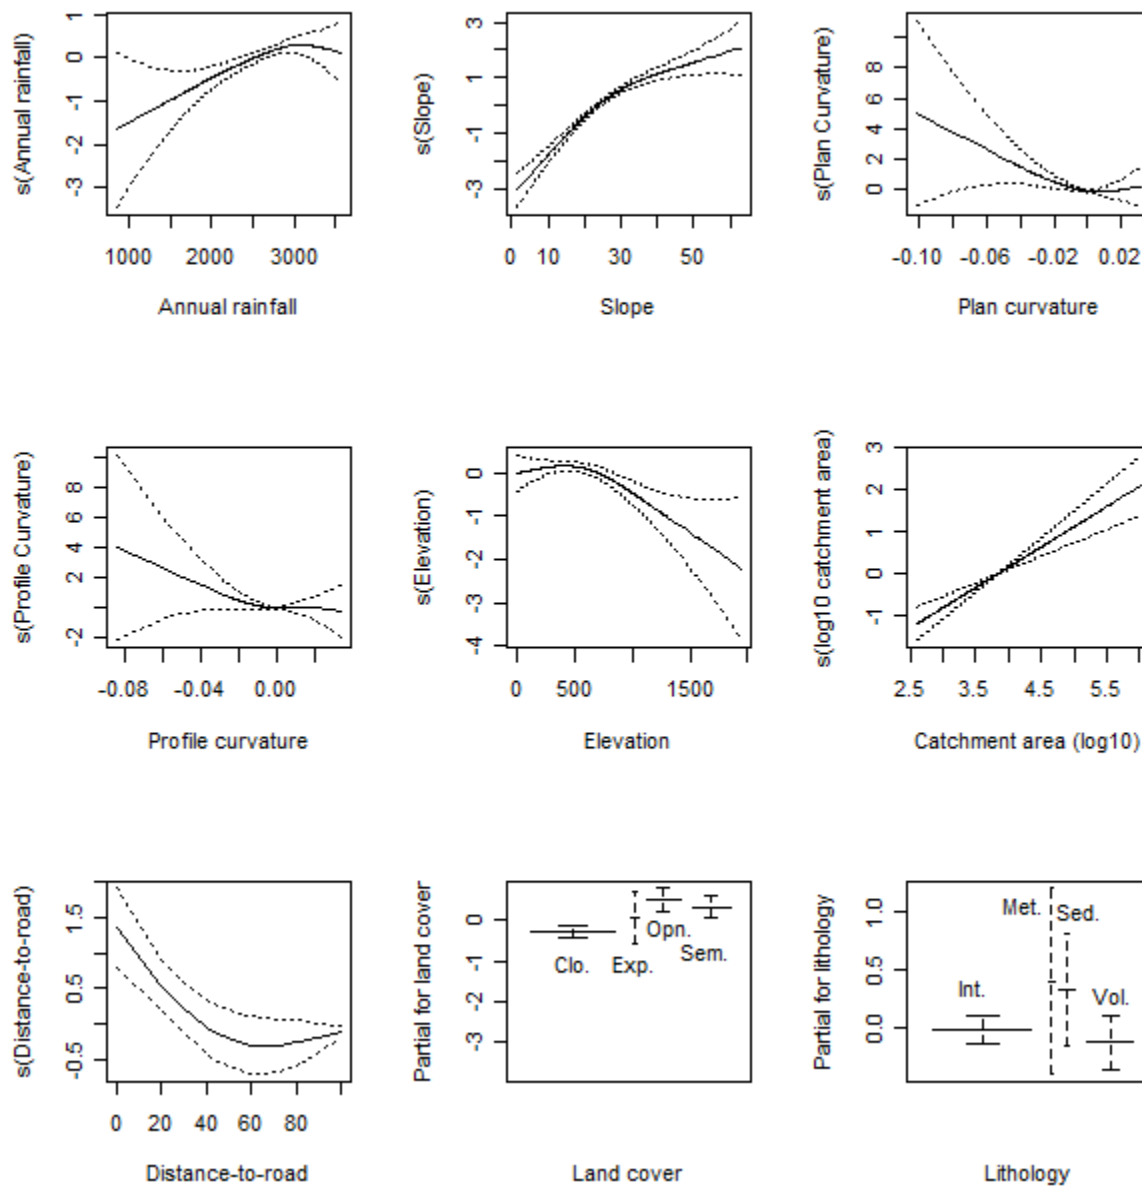 s(Annual rainfall)
1
0
-1
-2
-3
1000 2000 3000
Annual rainfall
s(Slope)
3
1
-1
-3
0 10 30 50
Slope
s(Plan Curvature)
8
6
4
2
0
-0.10 -0.06 -0.02 0.02
Plan curvature
s(Profile Curvature)
8
6
4
2
-2
-0.08 -0.04 0.00
Profile curvature
s(Elevation)
0
-1
-2
-3
-4
0 500 1500
Elevation
s(log10 catchment area)
3
2
1
0
-1
2.5 3.5 4.5 5.5
Catchment area (log10)
s(Distance-to-road)
1.5
0.5
-0.5
0 20 40 60 80
Distance-to-road
Partial for land cover
0
-1
-2
-3
Clo.
Exp.
Opn.
Sem.
Land cover
Partial for lithology
1.0
0.5
0.0
Int.
Met.
Sed.
Vol.
Lithology